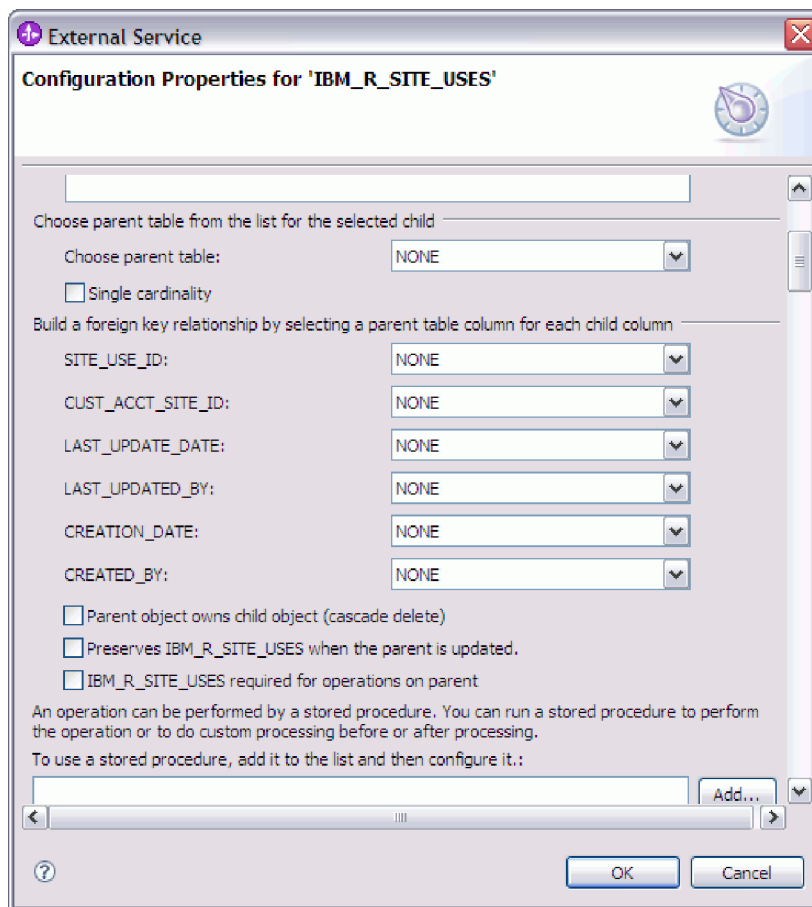 External Service
Configuration Properties for 'IBM_R_SITE_USES'
Choose parent table from the list for the selected child
Choose parent table: NONE
Single cardinality
Build a foreign key relationship by selecting a parent table column for each child column
SITE_USE_ID: NONE
CUST_ACCT_SITE_ID: NONE
LAST_UPDATE_DATE: NONE
LAST_UPDATED_BY: NONE
CREATION_DATE: NONE
CREATED_BY: NONE
Parent object owns child object (cascade delete)
Preserves IBM_R_SITE_USES when the parent is updated.
IBM_R_SITE_USES required for operations on parent
An operation can be performed by a stored procedure. You can run a stored procedure to perform
the operation or to do custom processing before or after processing.
To use a stored procedure, add it to the list and then configure it.:
Add...
OK Cancel